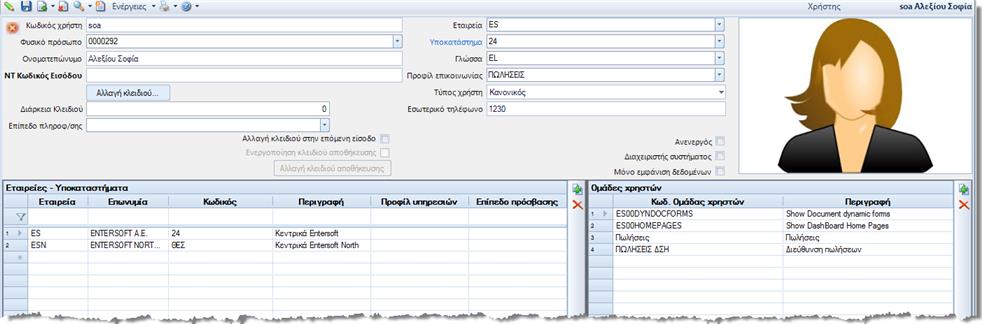 Ενέργειες
Χρήστης soa Αλεξίου Σοφία
Κωδικός χρήστη soa
Φυσικό πρόσωπο 0000292
Ονοματεπώνυμο Αλεξίου Σοφία
NT Κωδικός Εισόδου
Αλλαγή κλειδιού...
Διάρκεια Κλειδιού 0
Επίπεδο πληροφ/σης
Αλλαγή κλειδιού στην επόμενη είσοδο
Ενεργοποίηση κλειδιού αποθήκευσης
Αλλαγή κλειδιού αποθήκευσης
Εταιρεία ES
Υποκατάστημα 24
Γλώσσα EL
Προφίλ επικοινωνίας ΠΩΛΗΣΕΙΣ
Τύπος χρήστη Κανονικός
Εσωτερικό τηλέφωνο 1230
Ανενεργός
Διαχειριστής συστήματος
Μόνο εμφάνιση δεδομένων
Εταιρείες - Υποκαταστήματα
Εταιρεία Επωνυμία Κωδικός Περιγραφή Προφίλ υπηρεσιών Επίπεδο πρόσβασης
1 ES ENTERSOFT Α.Ε. 24 Κεντρικά Entersoft
2 ESN ENTERSOFT NORT... ΘΕΣ Κεντρικά Entersoft North
Ομάδες χρηστών
Κωδ. Ομάδας χρηστών Περιγραφή
1 ES00DYNDOCFORMS Show Document dynamic forms
2 ES00HOMEPAGES Show DashBoard Home Pages
3 Πωλήσεις Πωλήσεις
4 ΠΩΛΗΣΕΙΣ ΔΣΗ Διεύθυνση πωλήσεων